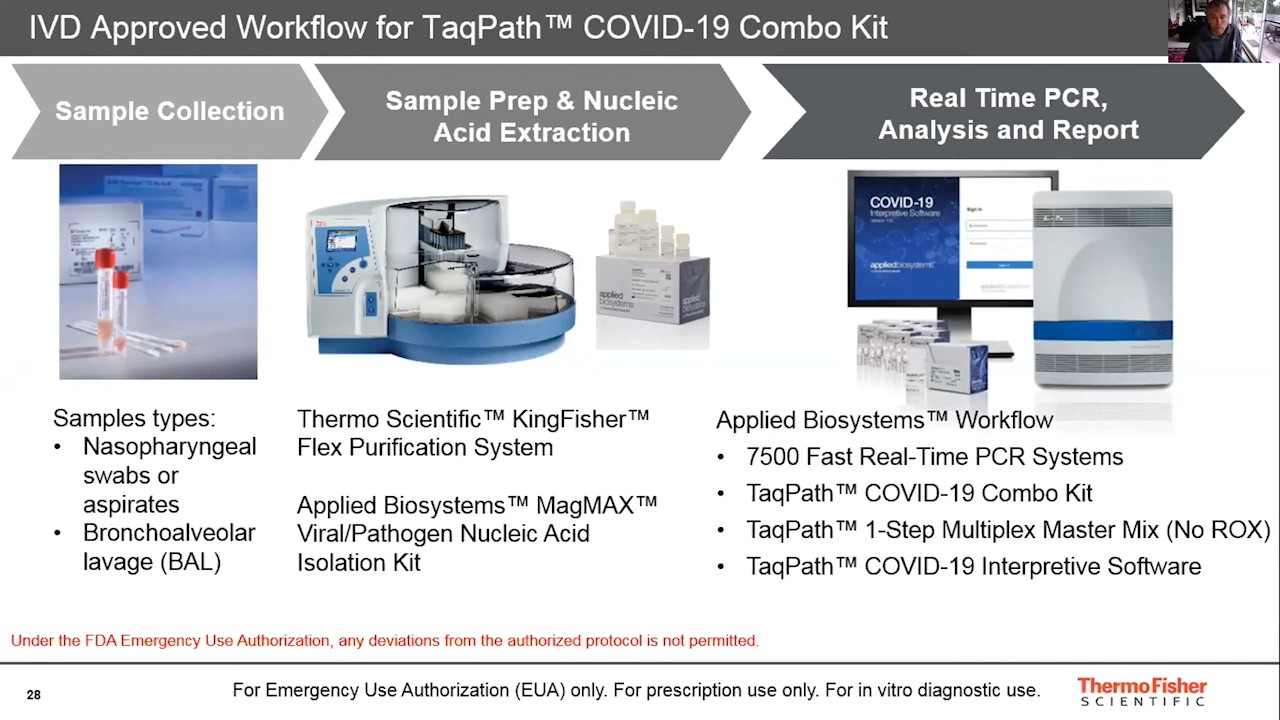 IVD Approved Workflow for TaqPath™ COVID-19 Combo Kit
Sample Collection
Sample Prep & Nucleic
Acid Extraction
Real Time PCR,
Analysis and Report
COVID-19
Interpretive Software
Sign In
appliedbiosystems
applied
biosystems
applied
biosystems
Samples types:
• Nasopharyngeal
swabs or
aspirates
• Bronchoalveolar
lavage (BAL)
Thermo Scientific™ KingFisher™
Flex Purification System
Applied Biosystems™ MagMAX™
Viral/Pathogen Nucleic Acid
Isolation Kit
Applied Biosystems™ Workflow
• 7500 Fast Real-Time PCR Systems
• TaqPath™ COVID-19 Combo Kit
• TaqPath™ 1-Step Multiplex Master Mix (No ROX)
• TaqPath™ COVID-19 Interpretive Software
Under the FDA Emergency Use Authorization, any deviations from the authorized protocol is not permitted.
28
For Emergency Use Authorization (EUA) only. For prescription use only. For in vitro diagnostic use.
ThermoFisher
SCIENTIFIC